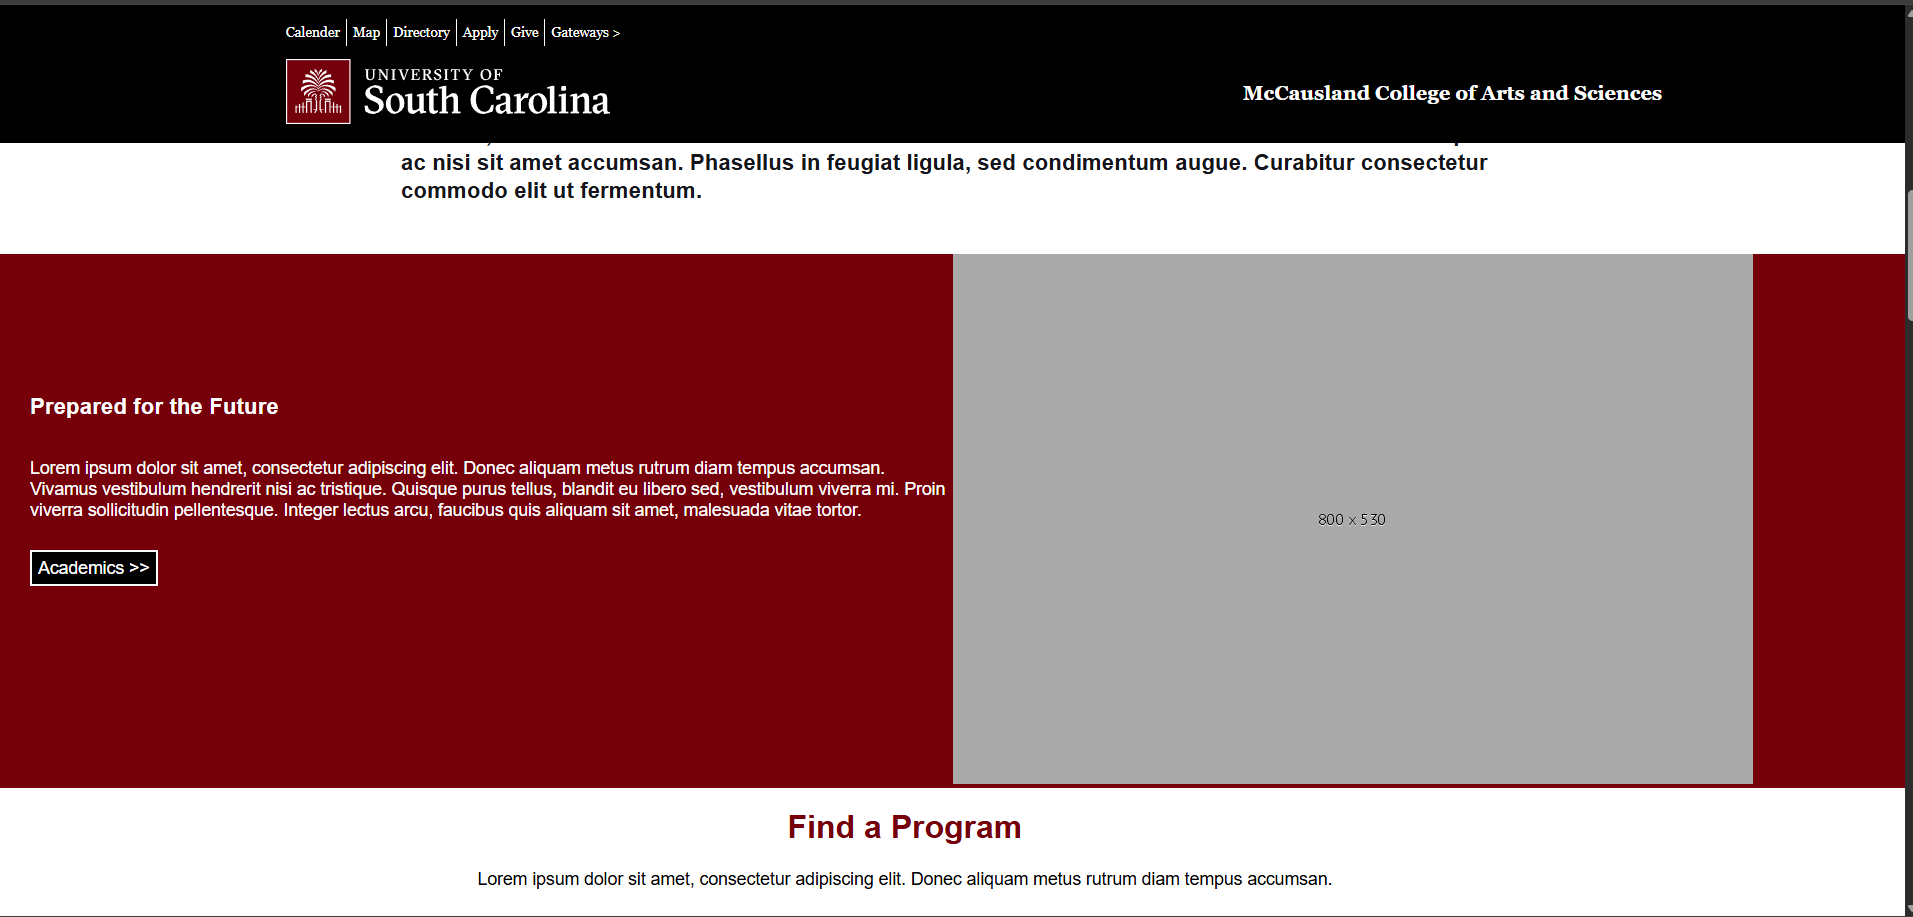 Calender Map Directory Apply Give Gateways >
UNIVERSITY OF
South Carolina
McCausland College of Arts and Sciences
ac nisi sit amet accumsan. Phasellus in feugiat ligula, sed condimentum augue. Curabitur consectetur
commodo elit ut fermentum.
Prepared for the Future
Lorem ipsum dolor sit amet, consectetur adipiscing elit. Donec aliquam metus rutrum diam tempus accumsan.
Vivamus vestibulum hendrerit nisi ac tristique. Quisque purus tellus, blandit eu libero sed, vestibulum viverra mi. Proin
viverra sollicitudin pellentesque. Integer lectus arcu, faucibus quis aliquam sit amet, malesuada vitae tortor.
Academics >>
800 x 530
Find a Program
Lorem ipsum dolor sit amet, consectetur adipiscing elit. Donec aliquam metus rutrum diam tempus accumsan.